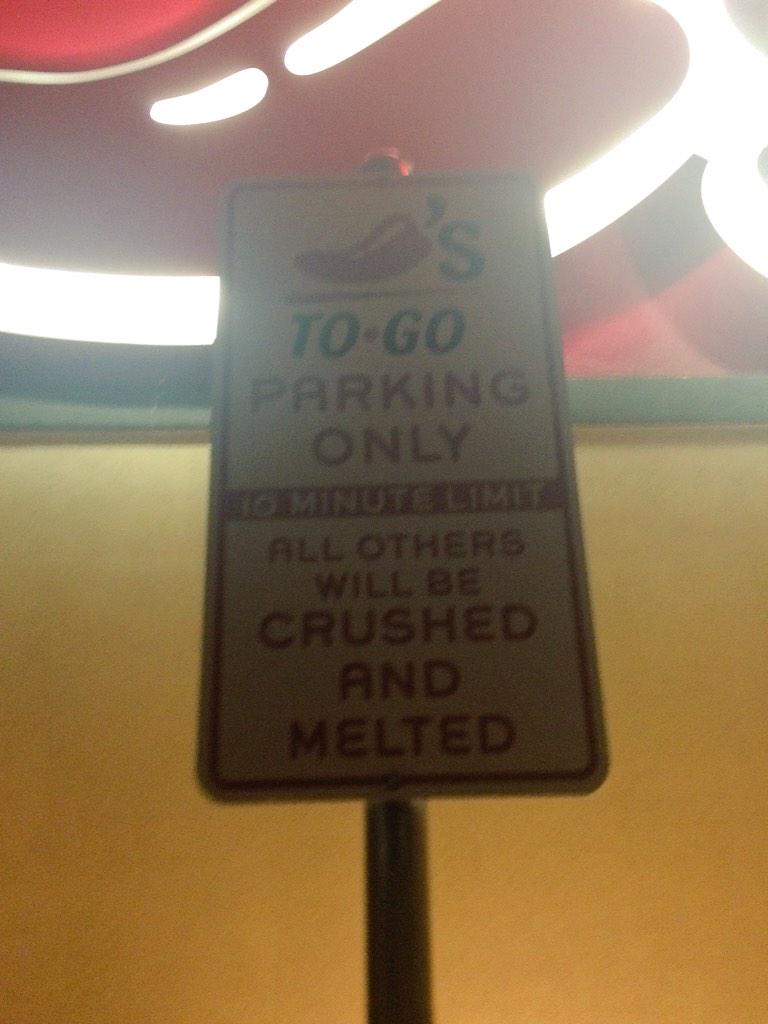 'S
TO•GO
PARKING
ONLY
10 MINUTE LIMIT
ALL OTHERS
WILL BE
CRUSHED
AND
MELTED